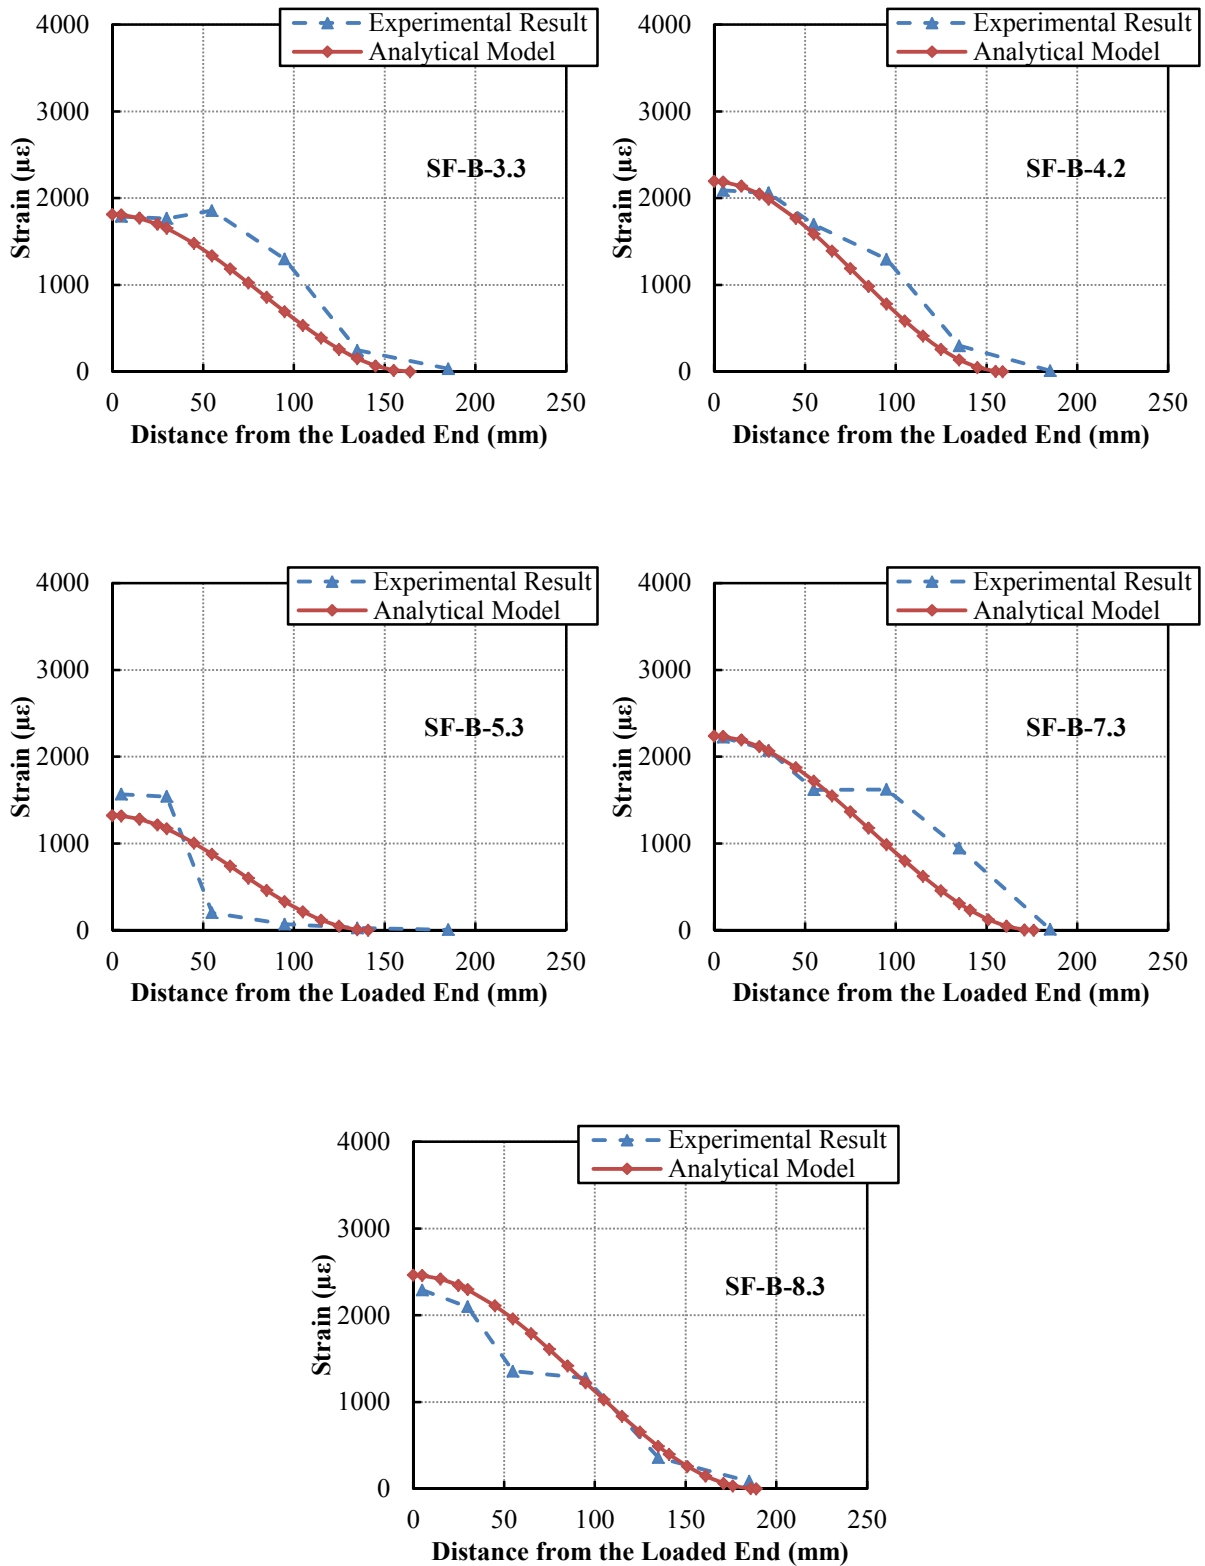 4000
Experimental Result
Analytical Model
3000
SF-B-3.3
Strain (µε)
2000
1000
0
0 50 100 150 200 250
Distance from the Loaded End (mm)
4000
Experimental Result
Analytical Model
3000
SF-B-4.2
Strain (µε)
2000
1000
0
0 50 100 150 200 250
Distance from the Loaded End (mm)
4000
Experimental Result
Analytical Model
3000
SF-B-5.3
Strain (µε)
2000
1000
0
0 50 100 150 200 250
Distance from the Loaded End (mm)
4000
Experimental Result
Analytical Model
3000
SF-B-7.3
Strain (µε)
2000
1000
0
0 50 100 150 200 250
Distance from the Loaded End (mm)
4000
Experimental Result
Analytical Model
3000
SF-B-8.3
Strain (µε)
2000
1000
0
0 50 100 150 200 250
Distance from the Loaded End (mm)